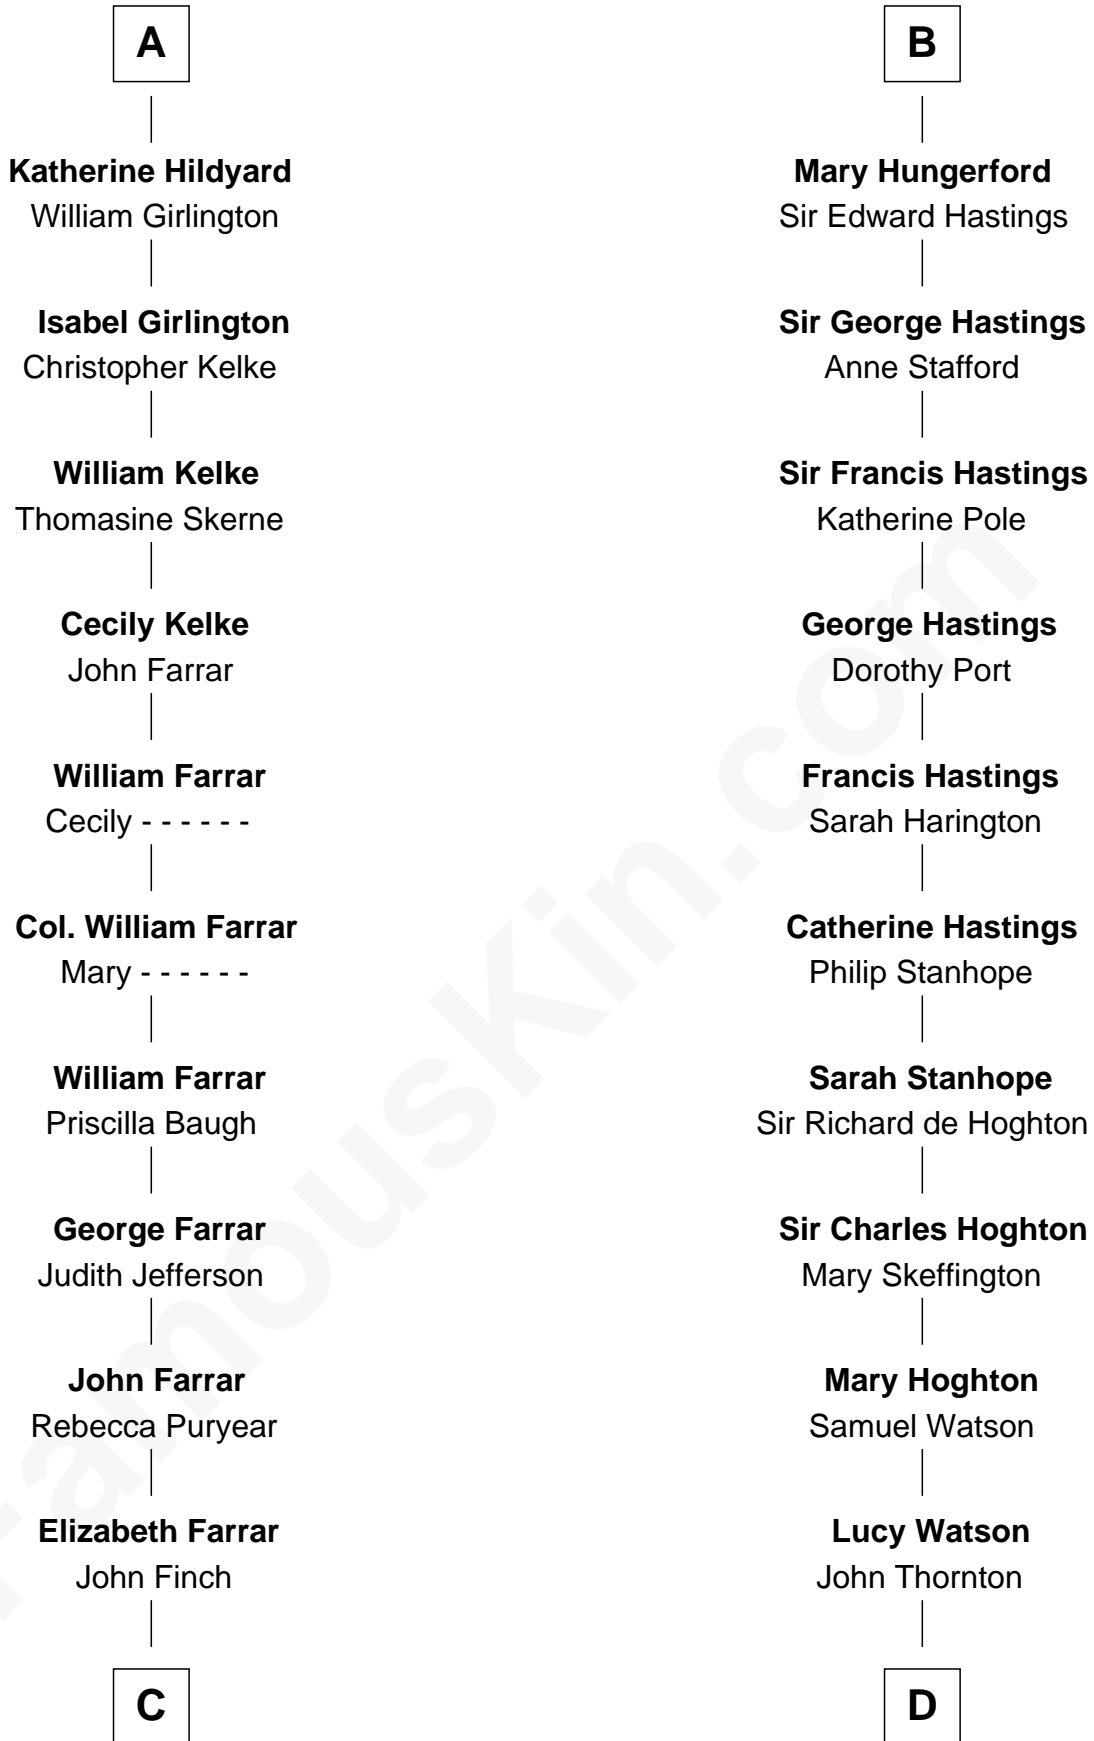 A
Katherine Hildyard
William Girlington
Isabel Girlington
Christopher Kelke
William Kelke
Thomasine Skerne
Cecily Kelke
John Farrar
William Farrar
Cecily - - - - - -
Col. William Farrar
Mary - - - - - -
William Farrar
Priscilla Baugh
George Farrar
Judith Jefferson
John Farrar
Rebecca Puryear
Elizabeth Farrar
John Finch
C
B
Mary Hungerford
Sir Edward Hastings
Sir George Hastings
Anne Stafford
Sir Francis Hastings
Katherine Pole
George Hastings
Dorothy Port
Francis Hastings
Sarah Harington
Catherine Hastings
Philip Stanhope
Sarah Stanhope
Sir Richard de Hoghton
Sir Charles Hoghton
Mary Skeffington
Mary Hoghton
Samuel Watson
Lucy Watson
John Thornton
D
FamousKin.com